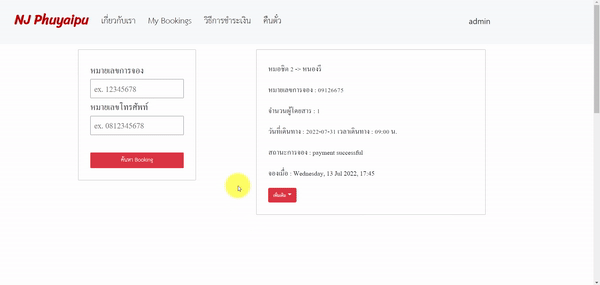 NJ Phuyaipu
เกี่ยวกับเรา
My Bookings
วิธีการชำระเงิน
คืนตั๋ว
admin
หมายเลขการจอง
ex. 12345678
หมายเลขโทรศัพท์
ex. 0812345678
ค้นหา Booking
หมอชิต 2 -> หนองรี
หมายเลขการจอง : 09126675
จำนวนผู้โดยสาร : 1
วันที่เดินทาง : 2022-07-31 เวลาเดินทาง : 09:00 น.
สถานะการจอง : payment successful
จองเมื่อ : Wednesday, 13 Jul 2022, 17:45
เพิ่มเติม